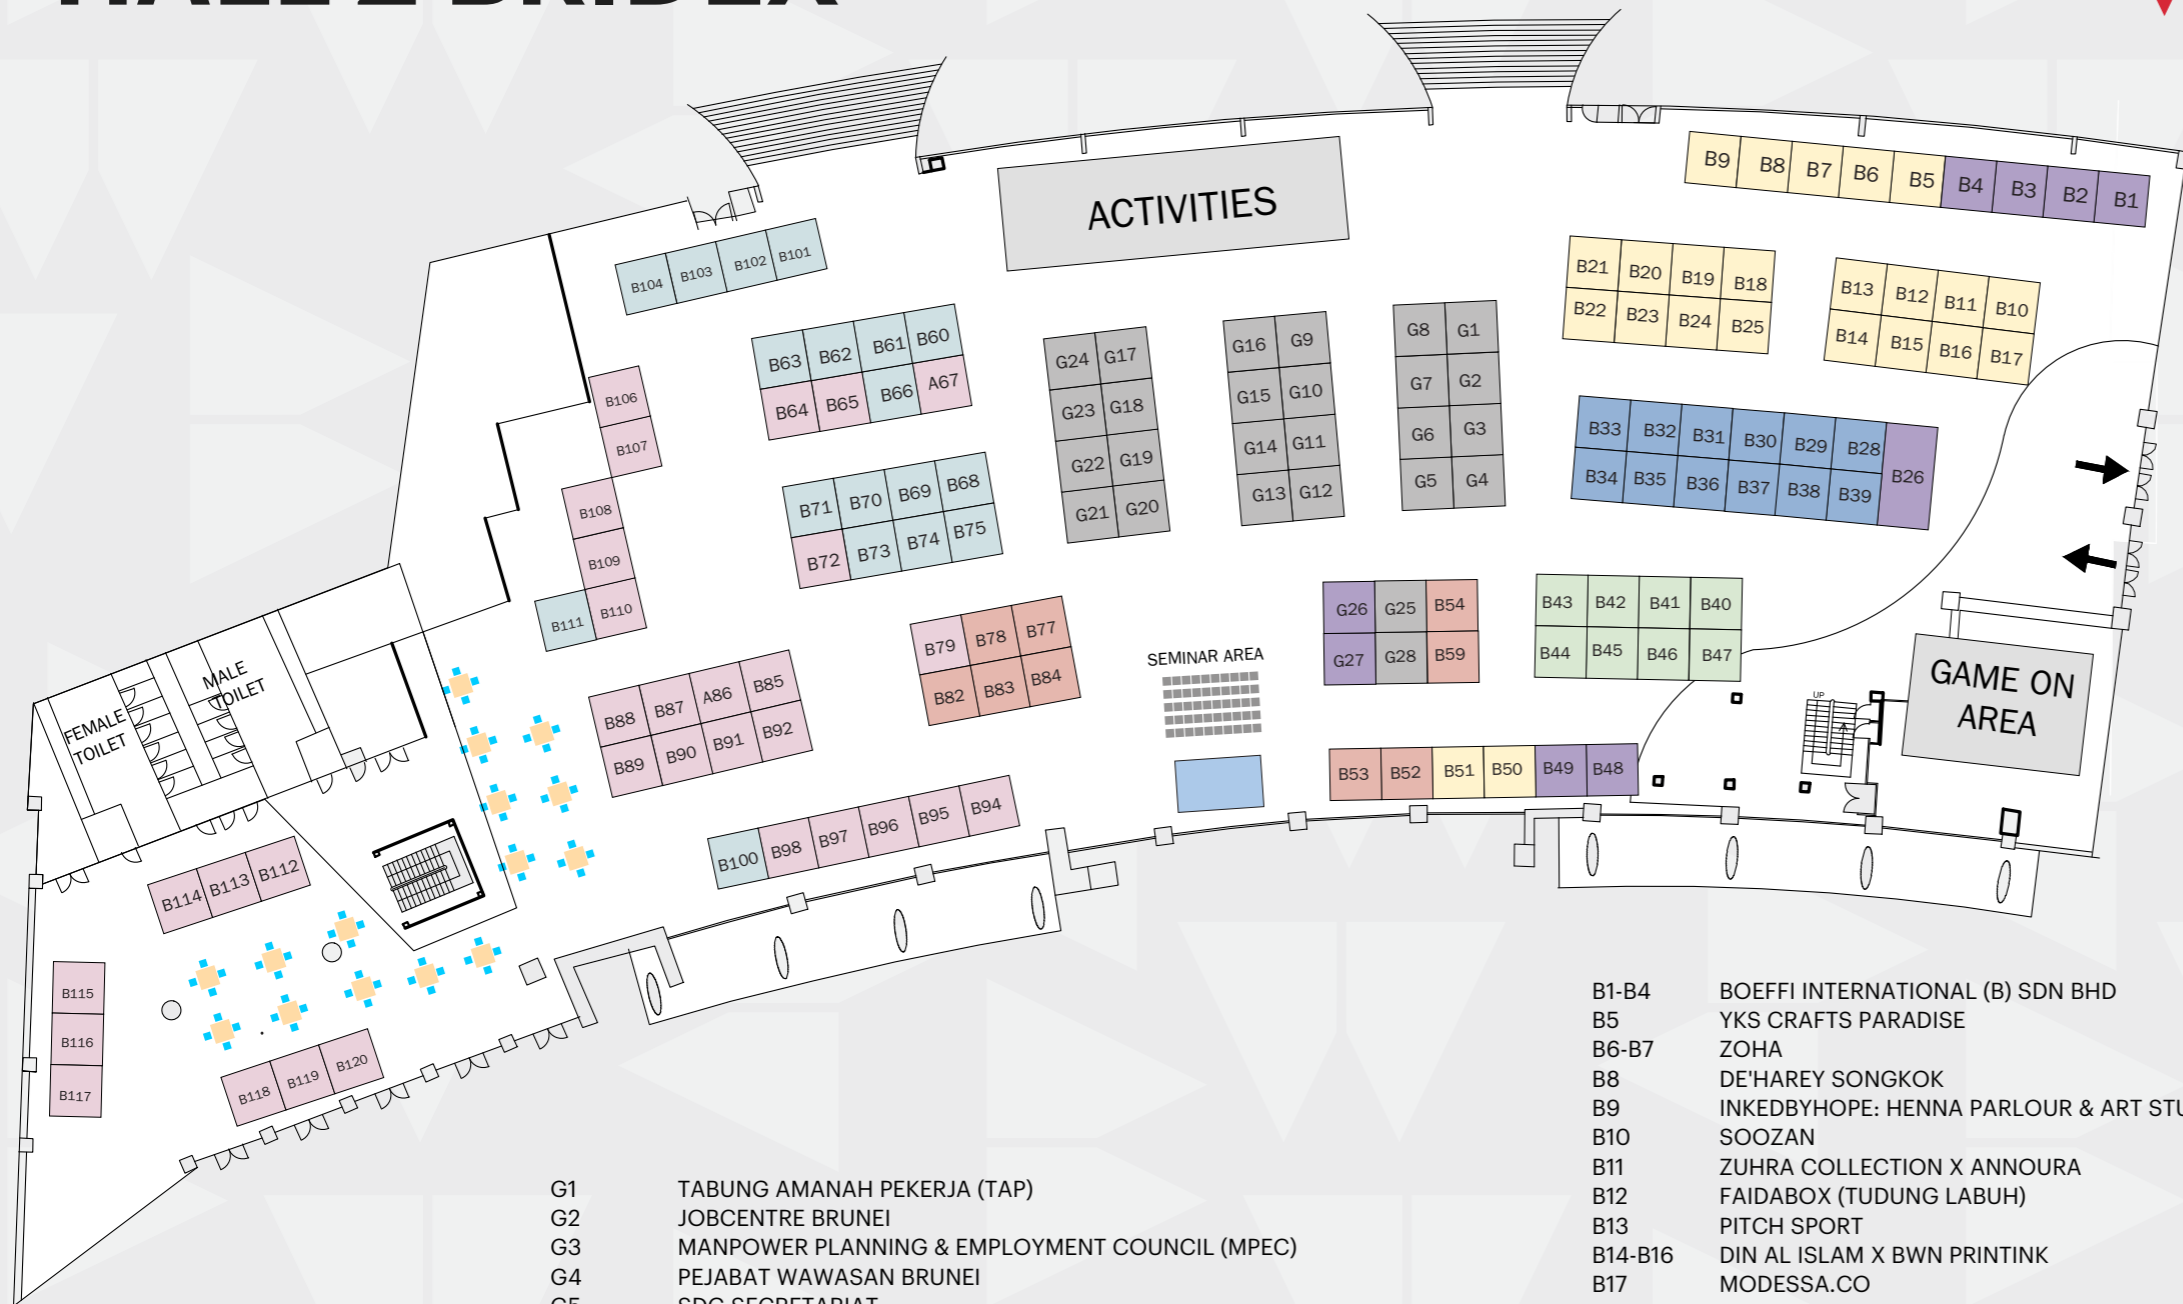 HALL 2 BRIDEX
ACTIVITIES
B9 B8 B7 B6 B5 B4 B3 B2 B1
B104 B103 B102 B101
B21 B20 B19 B18
B22 B23 B24 B25
B13 B12 B11 B10
B14 B15 B16 B17
B63 B62 B61 B60
B64 B65 B66 A67
G24 G17
G23 G18
G22 G19
G21 G20
G16 G9
G15 G10
G14 G11
G13 G12
G8 G1
G7 G2
G6 G3
G5 G4
B106
B107
B33 B32 B31 B30 B29 B28 B26
B34 B35 B36 B37 B38 B39
B71 B70 B69 B68
B72 B73 B74 B75
B108
B109
B111 B110
B79 B78 B77
B82 B83 B84
SEMINAR AREA
G26 G25 B54
G27 G28 B59
B43 B42 B41 B40
B44 B45 B46 B47
GAME ON
AREA
UP
MALE
TOILET
FEMALE
TOILET
B88 B87 A86 B85
B89 B90 B91 B92
B53 B52 B51 B50 B49 B48
B100 B98 B97 B96 B95 B94
B114 B113 B112
B115
B116
B117
B118 B119 B120
G1 TABUNG AMANAH PEKERJA (TAP)
G2 JOBCENTRE BRUNEI
G3 MANPOWER PLANNING & EMPLOYMENT COUNCIL (MPEC)
G4 PEJABAT WAWASAN BRUNEI
G5 SDG SECRETARIAT
B1-B4 BOEFFI INTERNATIONAL (B) SDN BHD
B5 YKS CRAFTS PARADISE
B6-B7 ZOHA
B8 DE'HAREY SONGKOK
B9 INKEDBYHOPE: HENNA PARLOUR & ART STU
B10 SOOZAN
B11 ZUHRA COLLECTION X ANNOURA
B12 FAIDABOX (TUDUNG LABUH)
B13 PITCH SPORT
B14-B16 DIN AL ISLAM X BWN PRINTINK
B17 MODESSA.CO